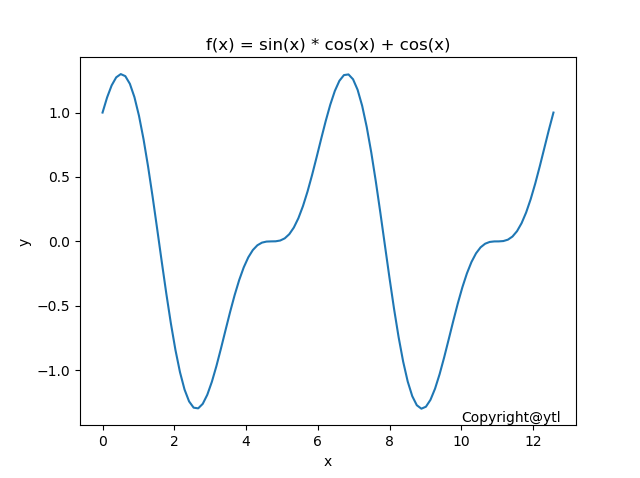 f(x) = sin(x) * cos(x) + cos(x)
1.0
0.5
0.0
−0.5
−1.0
y
Copyright@ytl
0 2 4 6 8 10 12
x